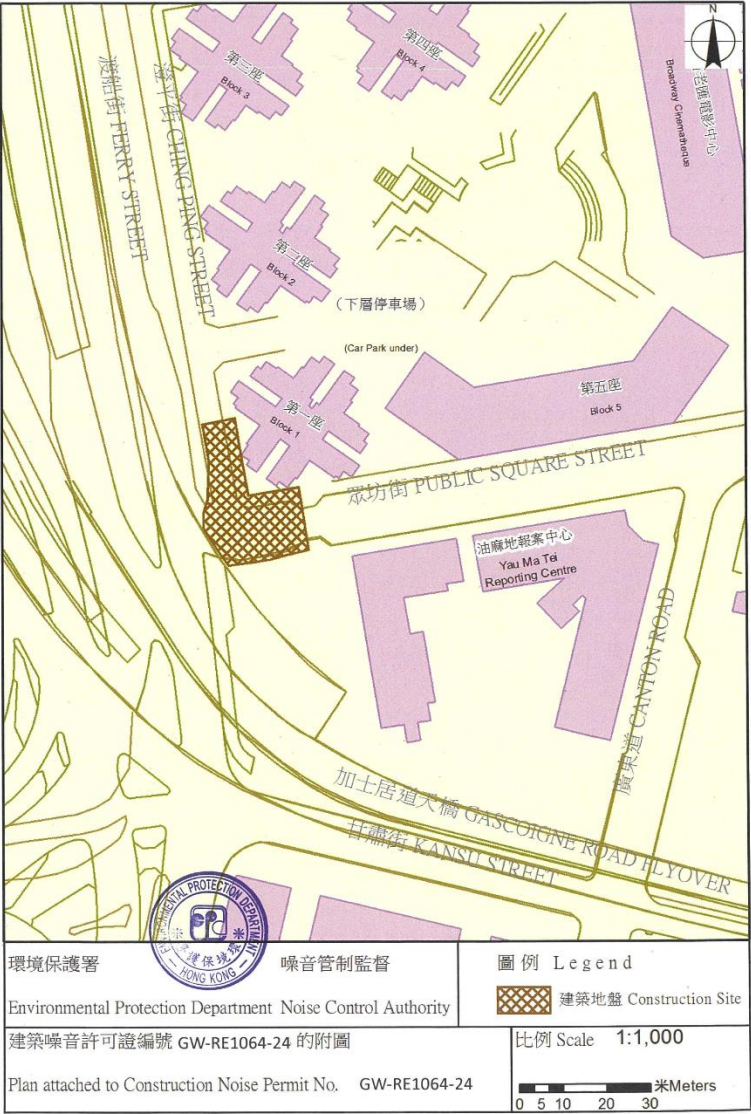 N
第三座
Block 3
第四座
Block 4
老匯電影中心
Broadway Cinematheque
渡船街 FERRY STREET
澄平街 CHING PING STREET
第二座
Block 2
（下層停車場）
(Car Park under)
第一座
Block 1
第五座
Block 5
眾坊街 PUBLIC SQUARE STREET
油麻地報案中心
Yau Ma Tei
Reporting Centre
廣東道 CANTON ROAD
加士居道天橋 GASCOIGNE ROAD FLYOVER
甘肅街 KANSU STREET
ENVIRONMENTAL PROTECTION DEPARTMENT
HONG KONG
環境保護署 噪音管制監督
Environmental Protection Department Noise Control Authority
圖例 Legend
建築地盤 Construction Site
建築噪音許可證編號 GW-RE1064-24 的附圖
Plan attached to Construction Noise Permit No. GW-RE1064-24
比例 Scale 1:1,000
米Meters
0 5 10 20 30